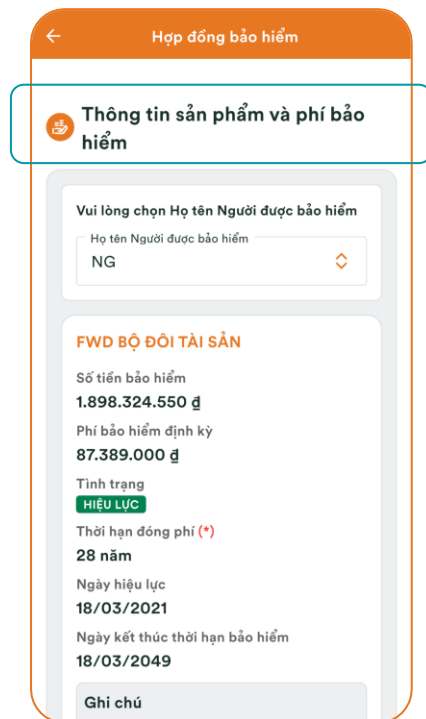 Hợp đồng bảo hiểm
Thông tin sản phẩm và phí bảo
hiểm
Vui lòng chọn Họ tên Người được bảo hiểm
Họ tên Người được bảo hiểm
NG
FWD BỘ ĐÔI TÀI SẢN
Số tiền bảo hiểm
1.898.324.550 ₫
Phí bảo hiểm định kỳ
87.389.000 ₫
Tình trạng
HIỆU LỰC
Thời hạn đóng phí (*)
28 năm
Ngày hiệu lực
18/03/2021
Ngày kết thúc thời hạn bảo hiểm
18/03/2049
Ghi chú